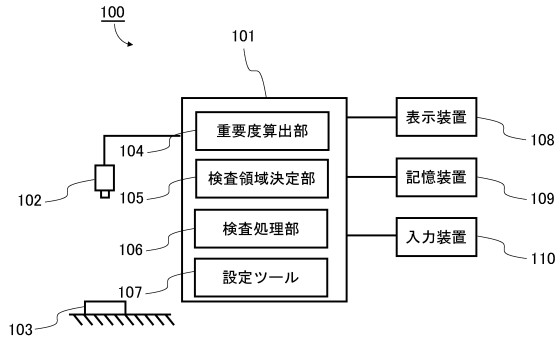 100
101
重要度算出部
104
検査領域決定部
105
検査処理部
106
設定ツール
107
102
103
表示装置
108
記憶装置
109
入力装置
110